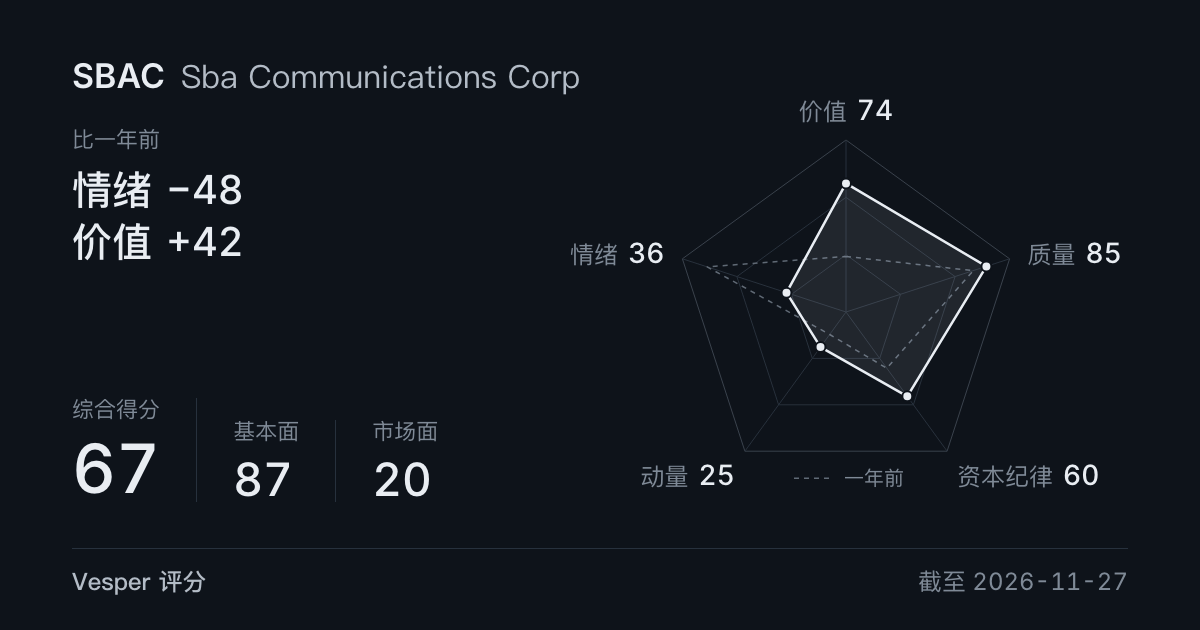 SBAC Sba Communications Corp
比一年前
情绪 −48
价值 +42
价值 74
情绪 36
质量 85
动量 25
一年前
资本纪律 60
综合得分
67
基本面
87
市场面
20
Vesper 评分
截至 2026-11-27